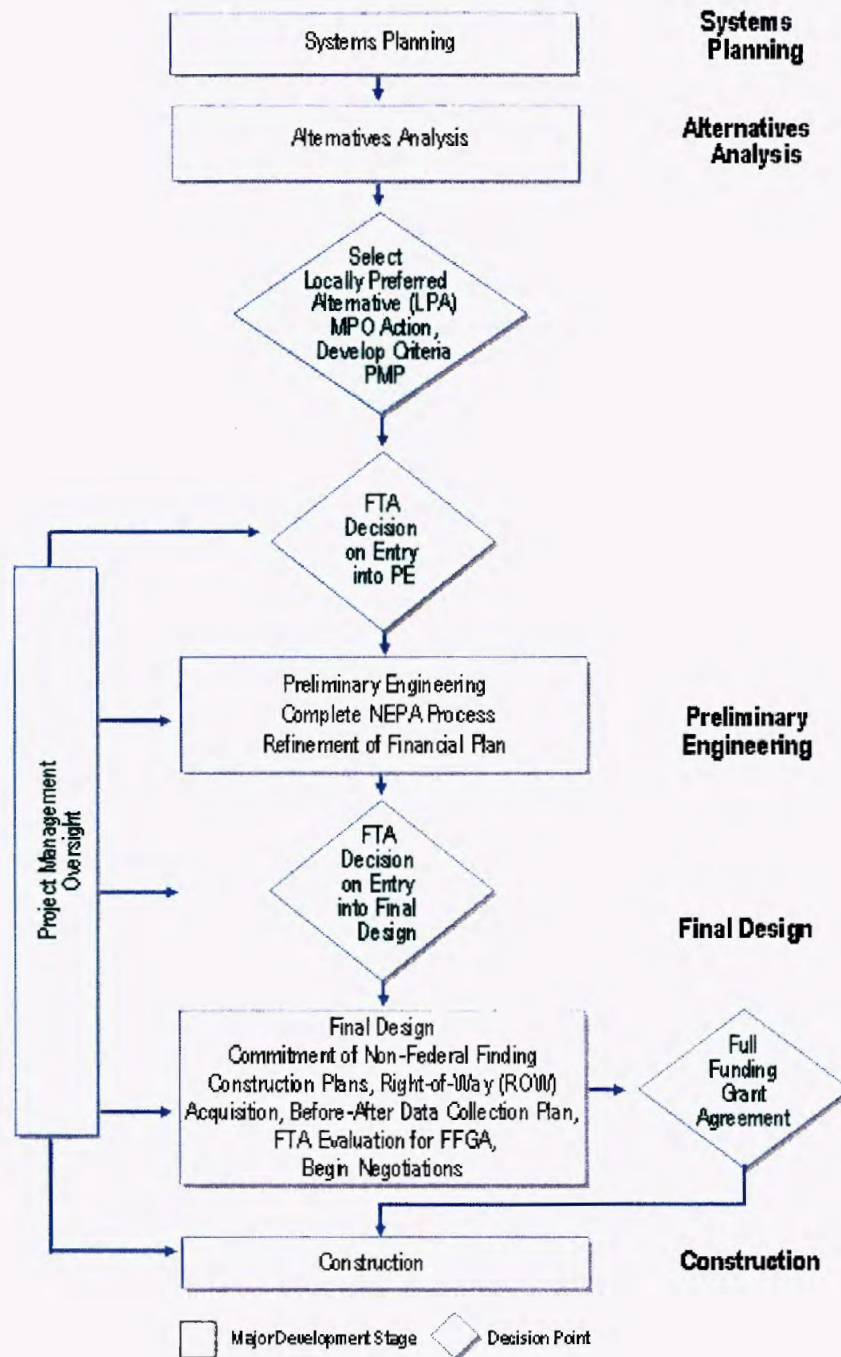 Systems Planning
Systems
Planning
Alternatives Analysis
Alternatives
Analysis
Select
Locally Preferred
Alternative (LPA)
MPO Action,
Develop Criteria
PMP
FTA
Decision
on Entry
into PE
Project Management
Oversight
Preliminary Engineering
Complete NEPA Process
Refinement of Financial Plan
Preliminary
Engineering
FTA
Decision
on Entry
into Final
Design
Final Design
Final Design
Commitment of Non-Federal Finding
Construction Plans, Right-of-Way (ROW)
Acquisition, Before-After Data Collection Plan,
FTA Evaluation for FFGA,
Begin Negotiations
Full
Funding
Grant
Agreement
Construction
Construction
Major Development Stage
Decision Point